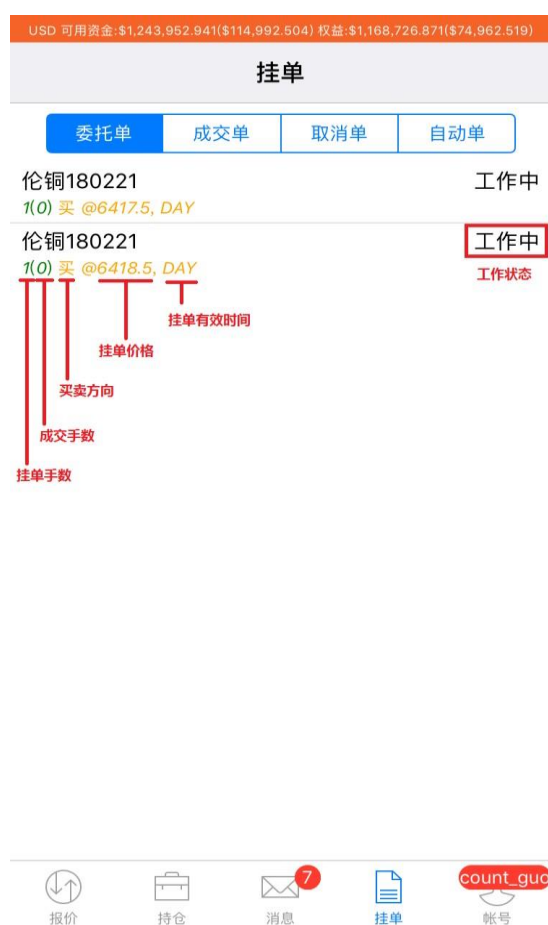 USD 可用资金:$1,243,952.941($114,992.504) 权益:$1,168,726.871($74,962.519)
挂单
委托单 成交单 取消单 自动单
伦铜180221 工作中
1(0) 买 @6417.5, DAY
伦铜180221 工作中
1(0) 买 @6418.5, DAY 工作状态
挂单有效时间
挂单价格
买卖方向
成交手数
挂单手数
7 count_guo
报价 持仓 消息 挂单 帐号